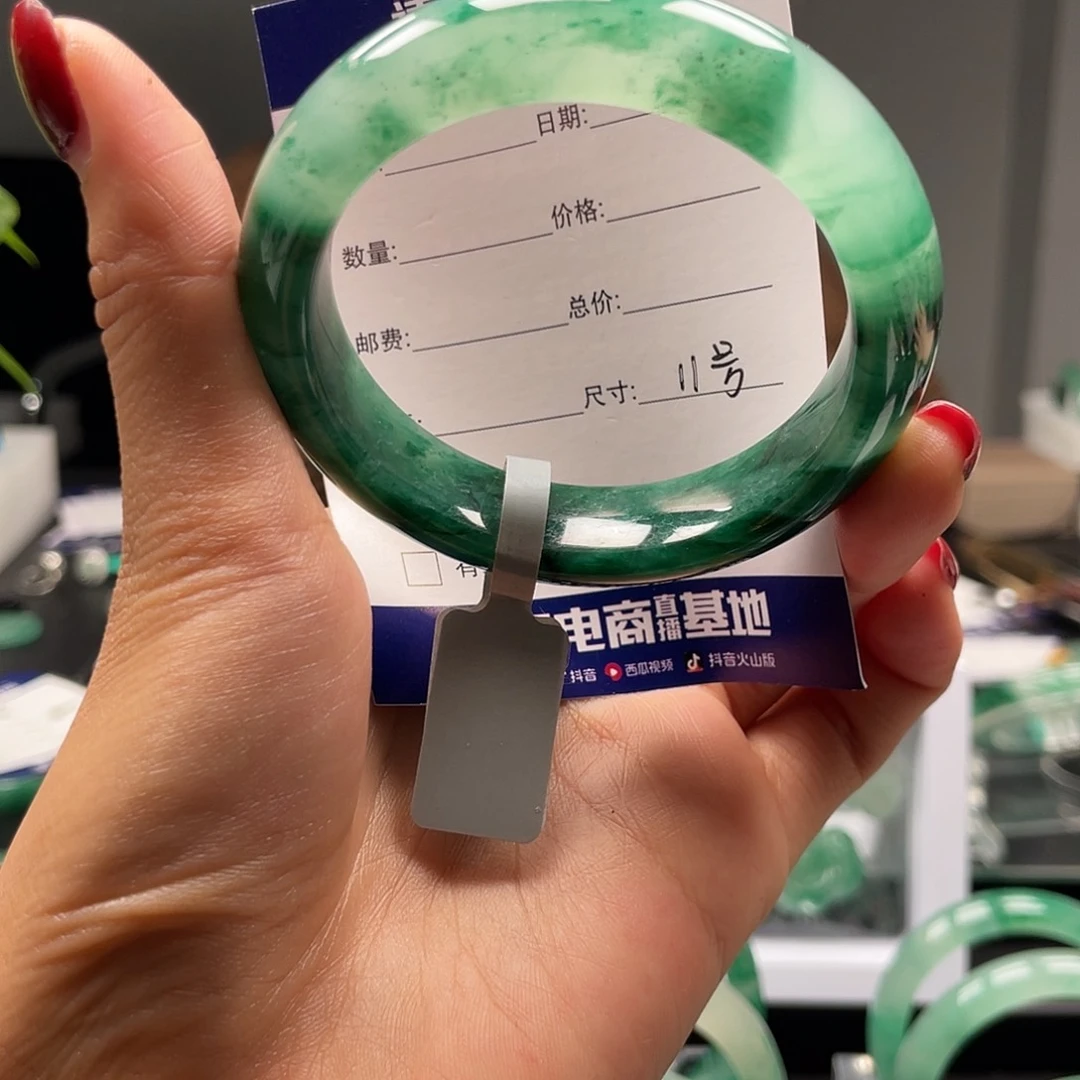 日期:
价格:
数量:
总价:
邮费:
尺寸: 11号
有
电商直播基地
抖音 西瓜视频 抖音火山版